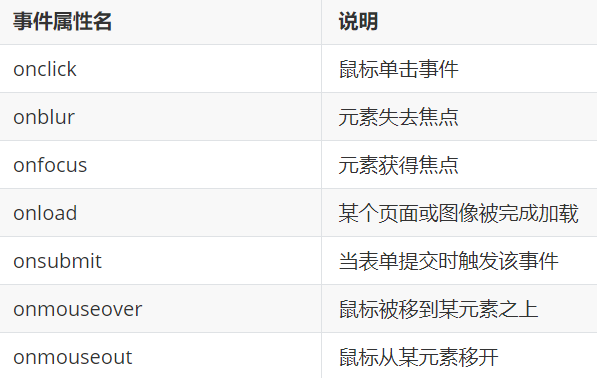 事件属性名 说明
onclick 鼠标单击事件
onblur 元素失去焦点
onfocus 元素获得焦点
onload 某个页面或图像被完成加载
onsubmit 当表单提交时触发该事件
onmouseover 鼠标被移到某元素之上
onmouseout 鼠标从某元素移开